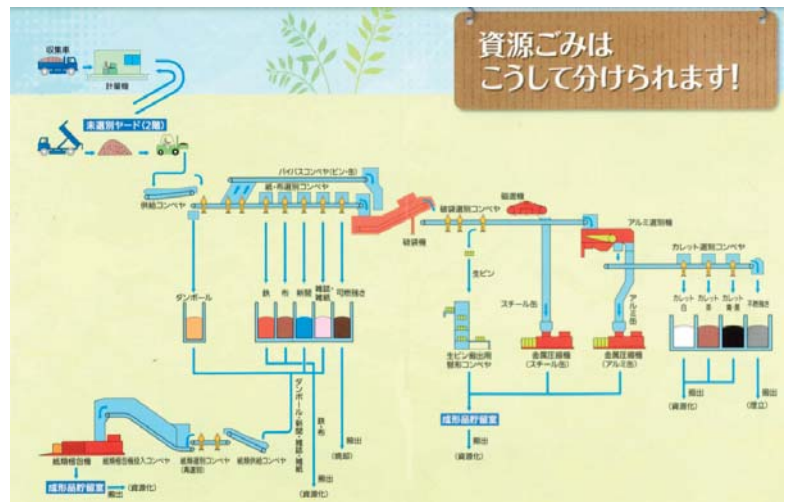 資源ごみは
こうして分けられます!
収集車
計量機
未選別ヤード(2階)
供給コンベヤ
バイパスコンベヤ(ビン・缶)
紙・布選別コンベヤ
破袋機
破袋選別コンベヤ
磁選機
アルミ選別機
カレット選別コンベヤ
生ビン
スチール缶
アルミ缶
カレット
白
カレット
茶
カレット
青・黒
不燃残さ
ダンボール
鉄
布
新聞
雑誌・
雑紙
可燃残さ
生ビン搬出用
整列コンベヤ
金属圧縮機
(スチール缶)
金属圧縮機
(アルミ缶)
搬出
(資源化)
搬出
(埋立)
成形品貯留室
搬出
(資源化)
ダンボール・新聞・雑誌・雑紙
鉄・布
搬出
(焼却)
搬出
(資源化)
紙類梱包機
紙類梱包機投入コンベヤ
紙類選別コンベヤ
(再選別)
紙類供給コンベヤ
成形品貯留室
搬出
(資源化)